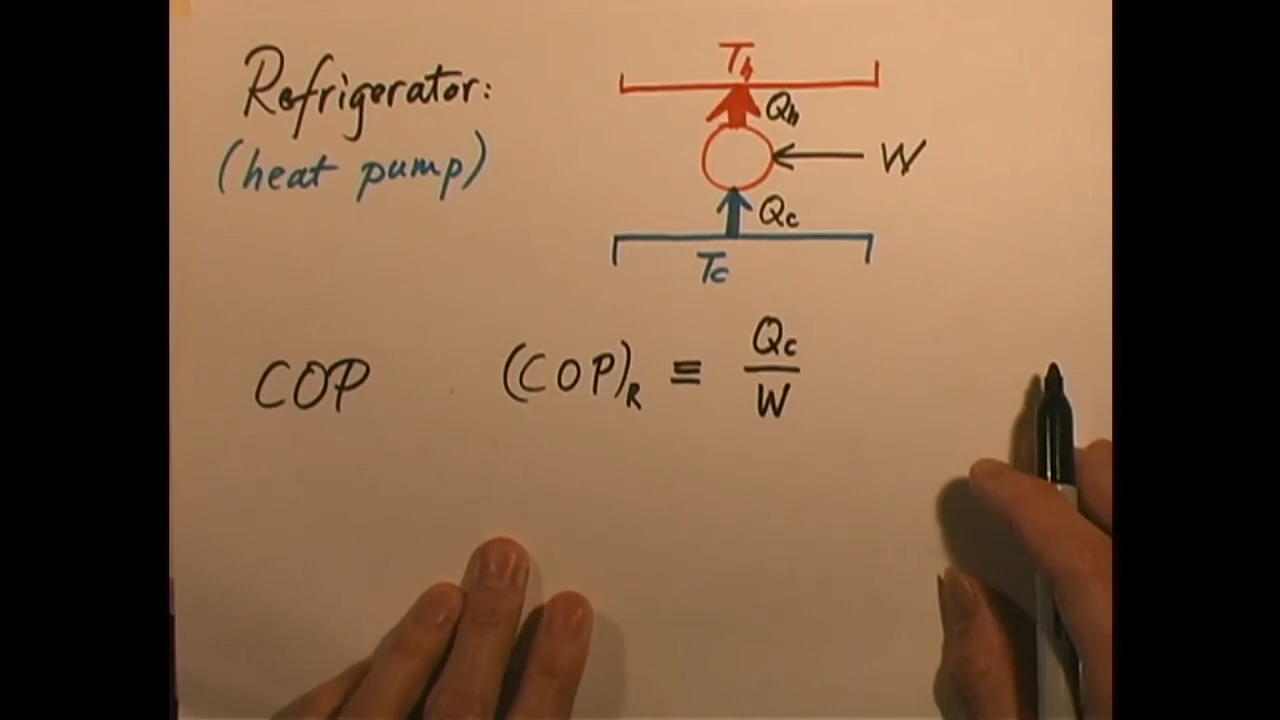 Refrigerator:
(heat pump)
Th
Qh
W
Qc
Tc
COP
(COP)R ≡ Qc/W